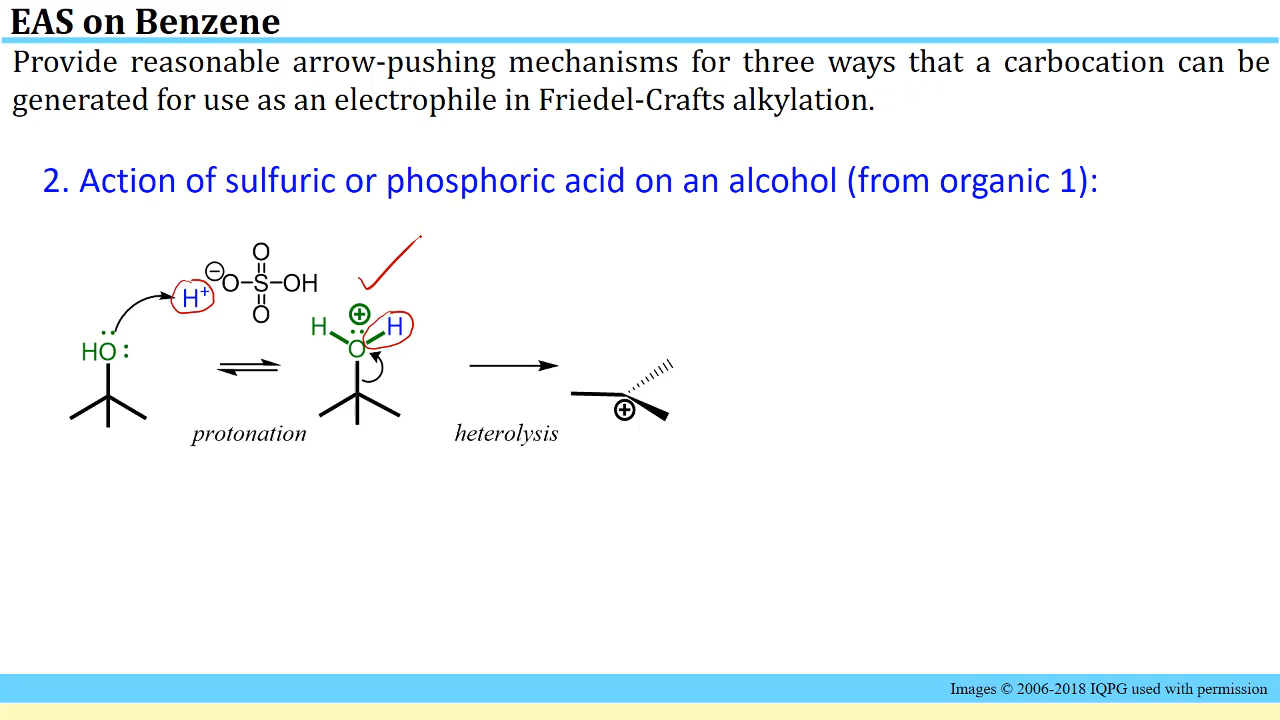 EAS on Benzene
Provide reasonable arrow-pushing mechanisms for three ways that a carbocation can be
generated for use as an electrophile in Friedel-Crafts alkylation.
2. Action of sulfuric or phosphoric acid on an alcohol (from organic 1):
O
⊖O–S–OH
H⁺
O
⊕
H H
HO: O
⊕
protonation heterolysis
Images © 2006-2018 IQPG used with permission